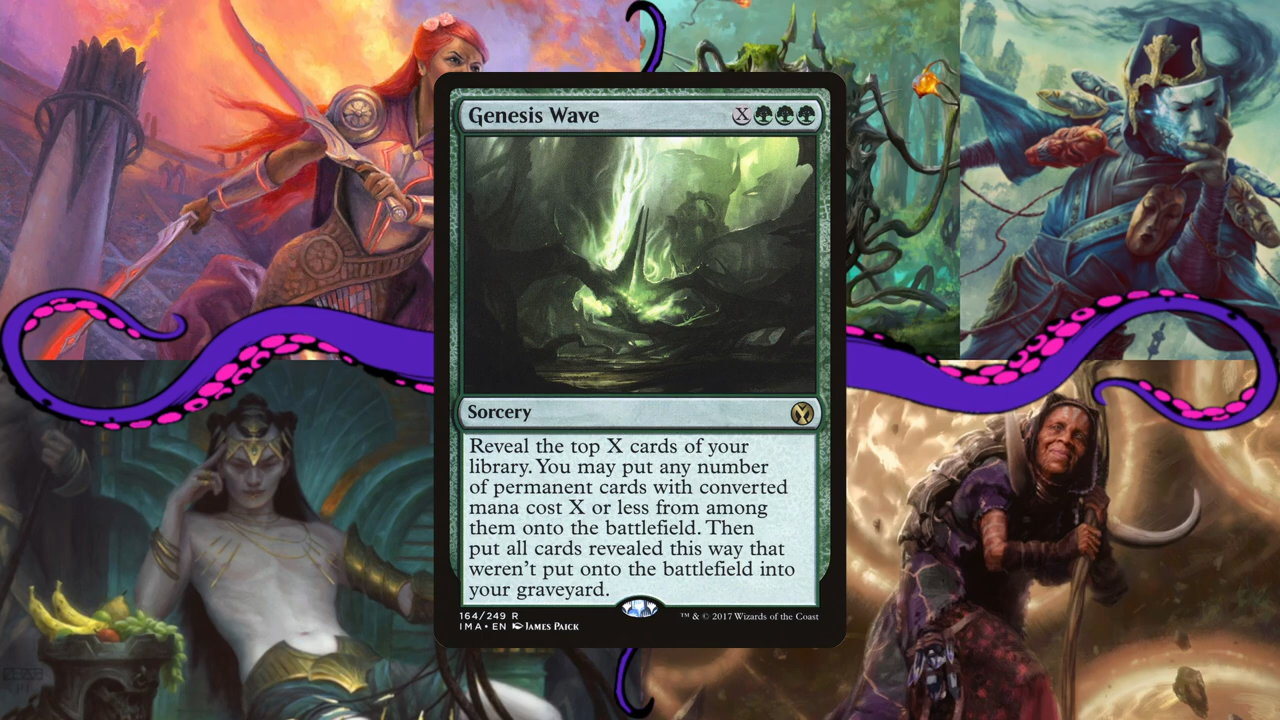 Genesis Wave X
Sorcery
Reveal the top X cards of your
library. You may put any number
of permanent cards with converted
mana cost X or less from among
them onto the battlefield. Then
put all cards revealed this way that
weren't put onto the battlefield into
your graveyard.
164/249 R
™ & © 2017 Wizards of the Coast
IMA • EN JAMES PAICK